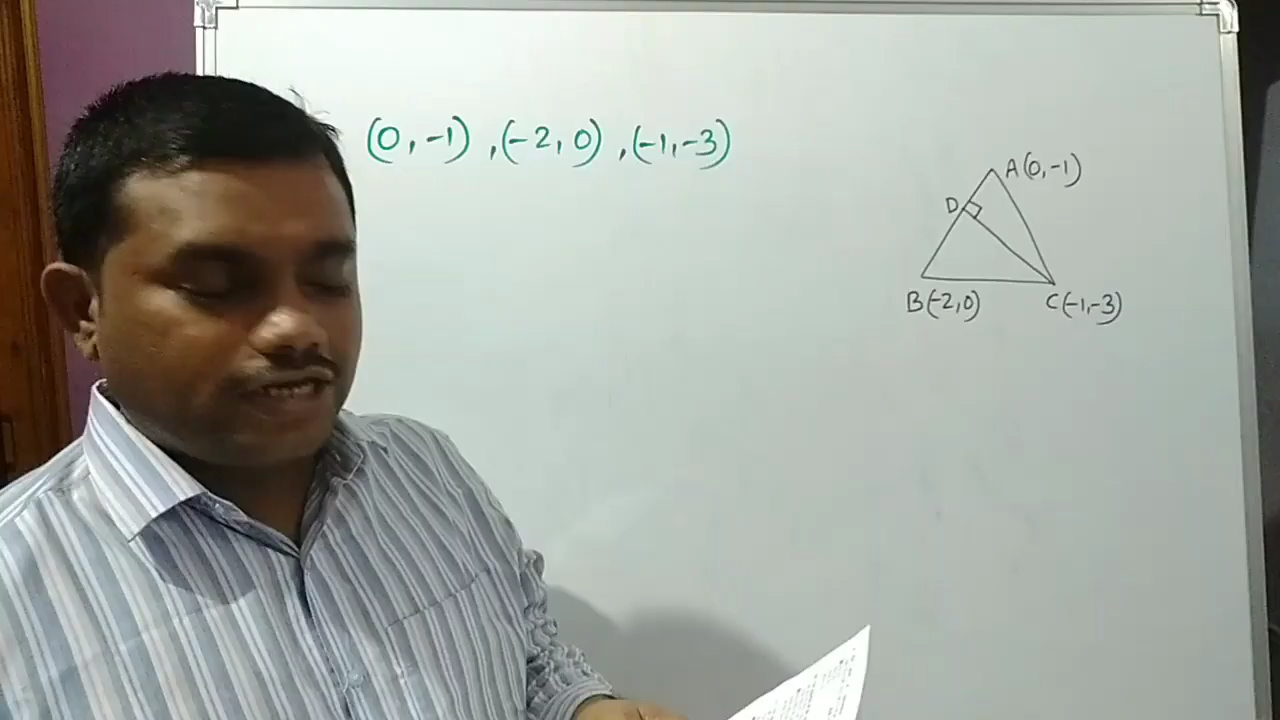 (0, -1) , (-2, 0) , (-1, -3)
A(0, -1)
D
B(-2, 0) C(-1, -3)